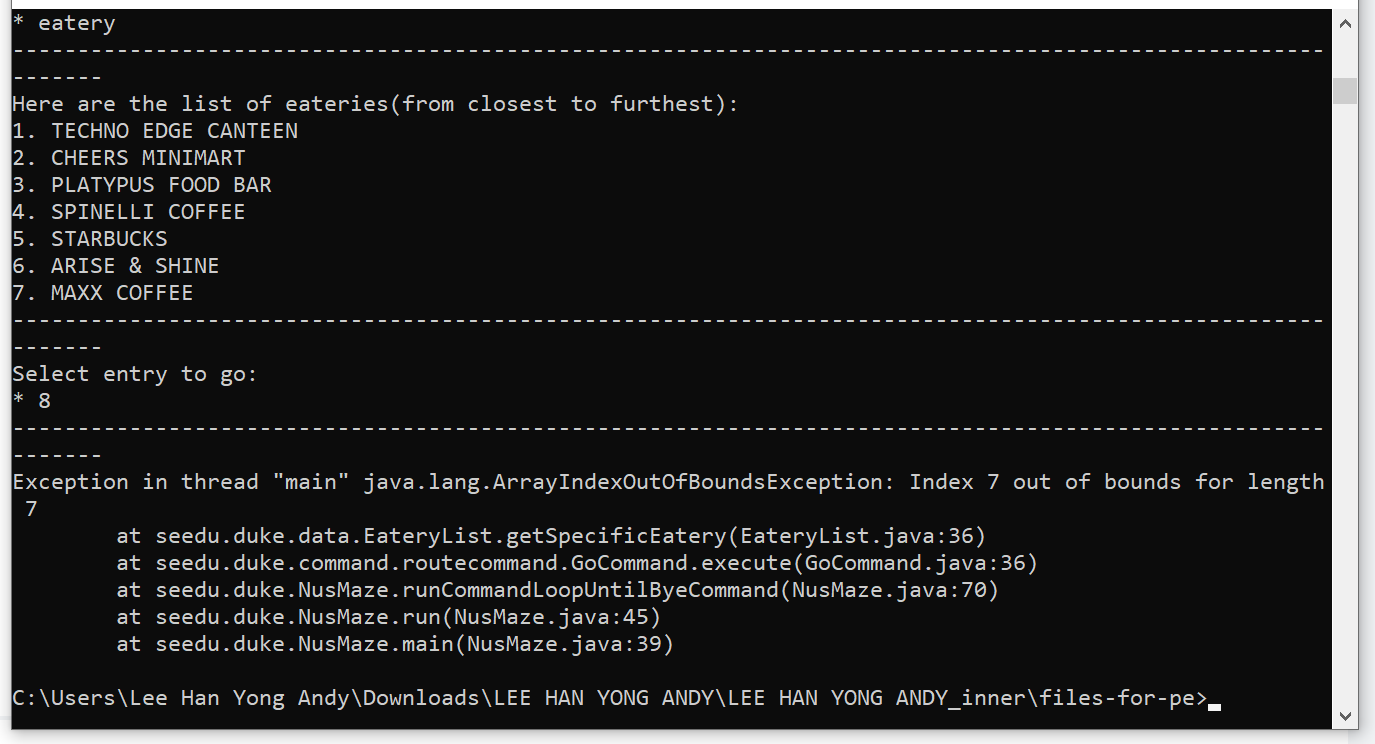 * eatery
-----------------------------------------------------------------------------------------------------
-------
Here are the list of eateries(from closest to furthest):
1. TECHNO EDGE CANTEEN
2. CHEERS MINIMART
3. PLATYPUS FOOD BAR
4. SPINELLI COFFEE
5. STARBUCKS
6. ARISE & SHINE
7. MAXX COFFEE
-----------------------------------------------------------------------------------------------------
-------
Select entry to go:
* 8
-----------------------------------------------------------------------------------------------------
-------
Exception in thread "main" java.lang.ArrayIndexOutOfBoundsException: Index 7 out of bounds for length
 7
        at seedu.duke.data.EateryList.getSpecificEatery(EateryList.java:36)
        at seedu.duke.command.routecommand.GoCommand.execute(GoCommand.java:36)
        at seedu.duke.NusMaze.runCommandLoopUntilByeCommand(NusMaze.java:70)
        at seedu.duke.NusMaze.run(NusMaze.java:45)
        at seedu.duke.NusMaze.main(NusMaze.java:39)
C:\Users\Lee Han Yong Andy\Downloads\LEE HAN YONG ANDY\LEE HAN YONG ANDY_inner\files-for-pe>